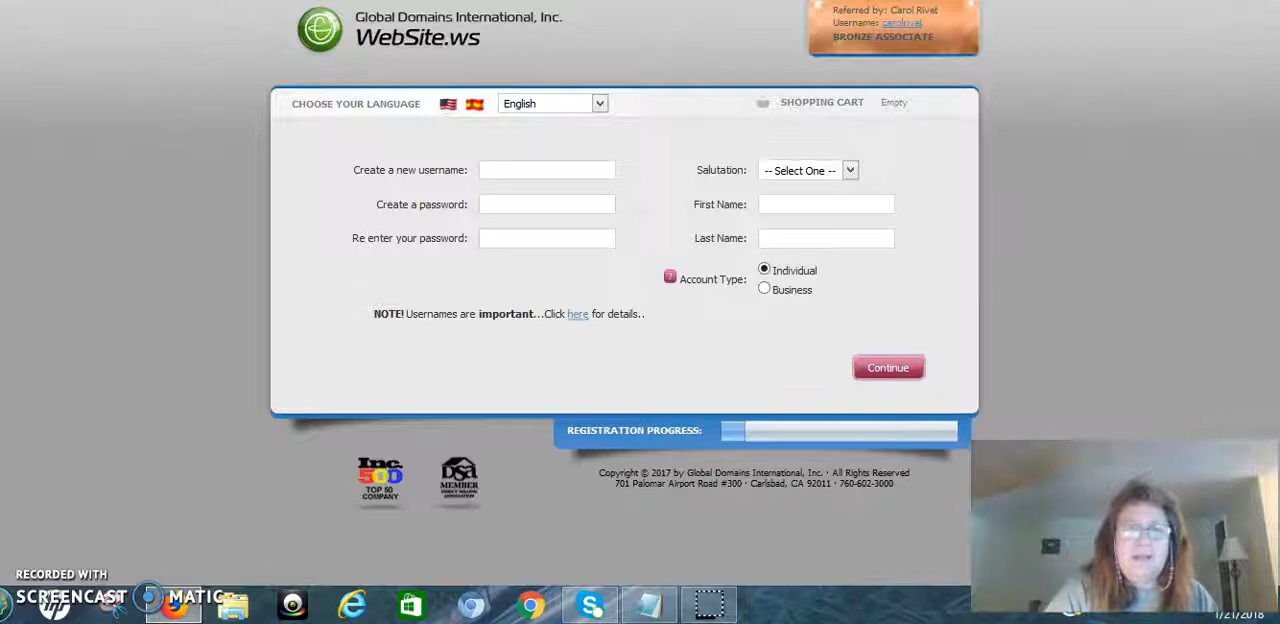 Global Domains International, Inc.
WebSite.ws
Referred by: Carol Rivet
Username: carolrivet
BRONZE ASSOCIATE
CHOOSE YOUR LANGUAGE
English
SHOPPING CART
Empty
Create a new username:
Salutation:
-- Select One --
Create a password:
First Name:
Re enter your password:
Last Name:
? Account Type:
Individual
Business
NOTE! Usernames are important...Click here for details..
Continue
REGISTRATION PROGRESS:
Inc.
500
TOP 50
COMPANY
DSA
MEMBER
DIRECT SELLING
ASSOCIATION
Copyright © 2017 by Global Domains International, Inc. · All Rights Reserved
701 Palomar Airport Road #300 · Carlsbad, CA 92011 · 760-602-3000
RECORDED WITH
SCREENCAST MATIC
hp
1/21/2018